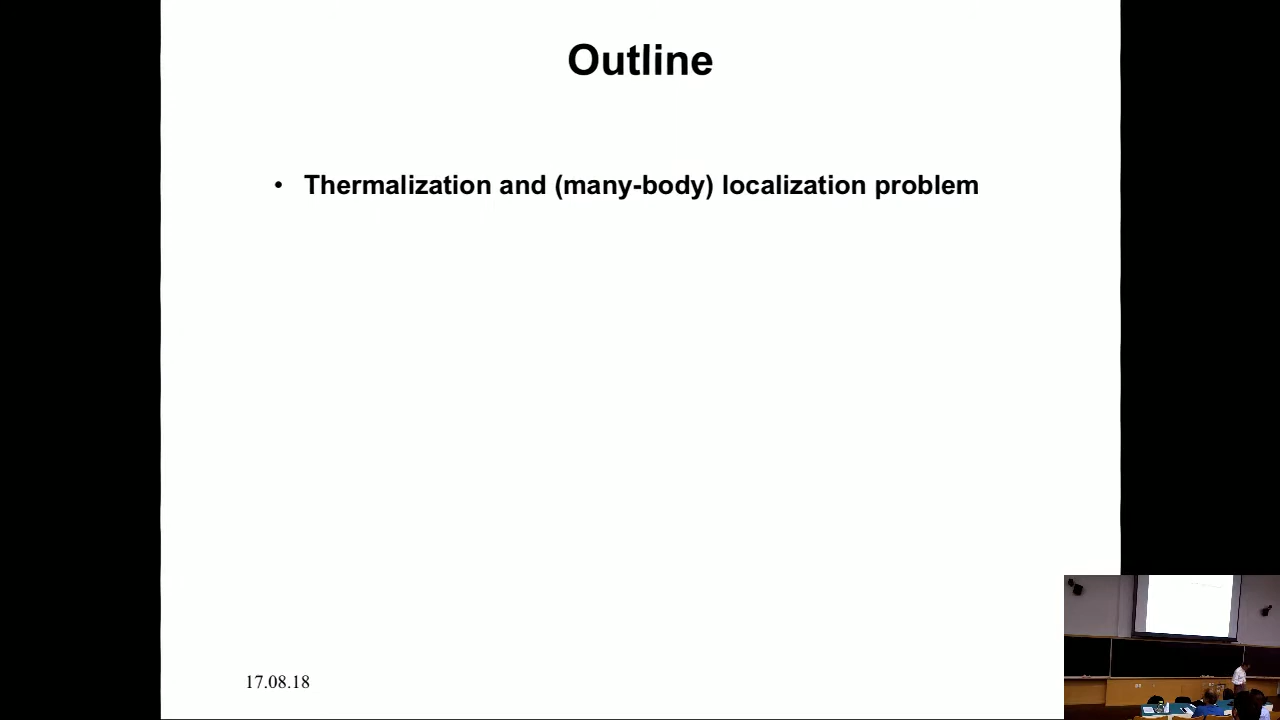 Outline
• Thermalization and (many-body) localization problem
17.08.18